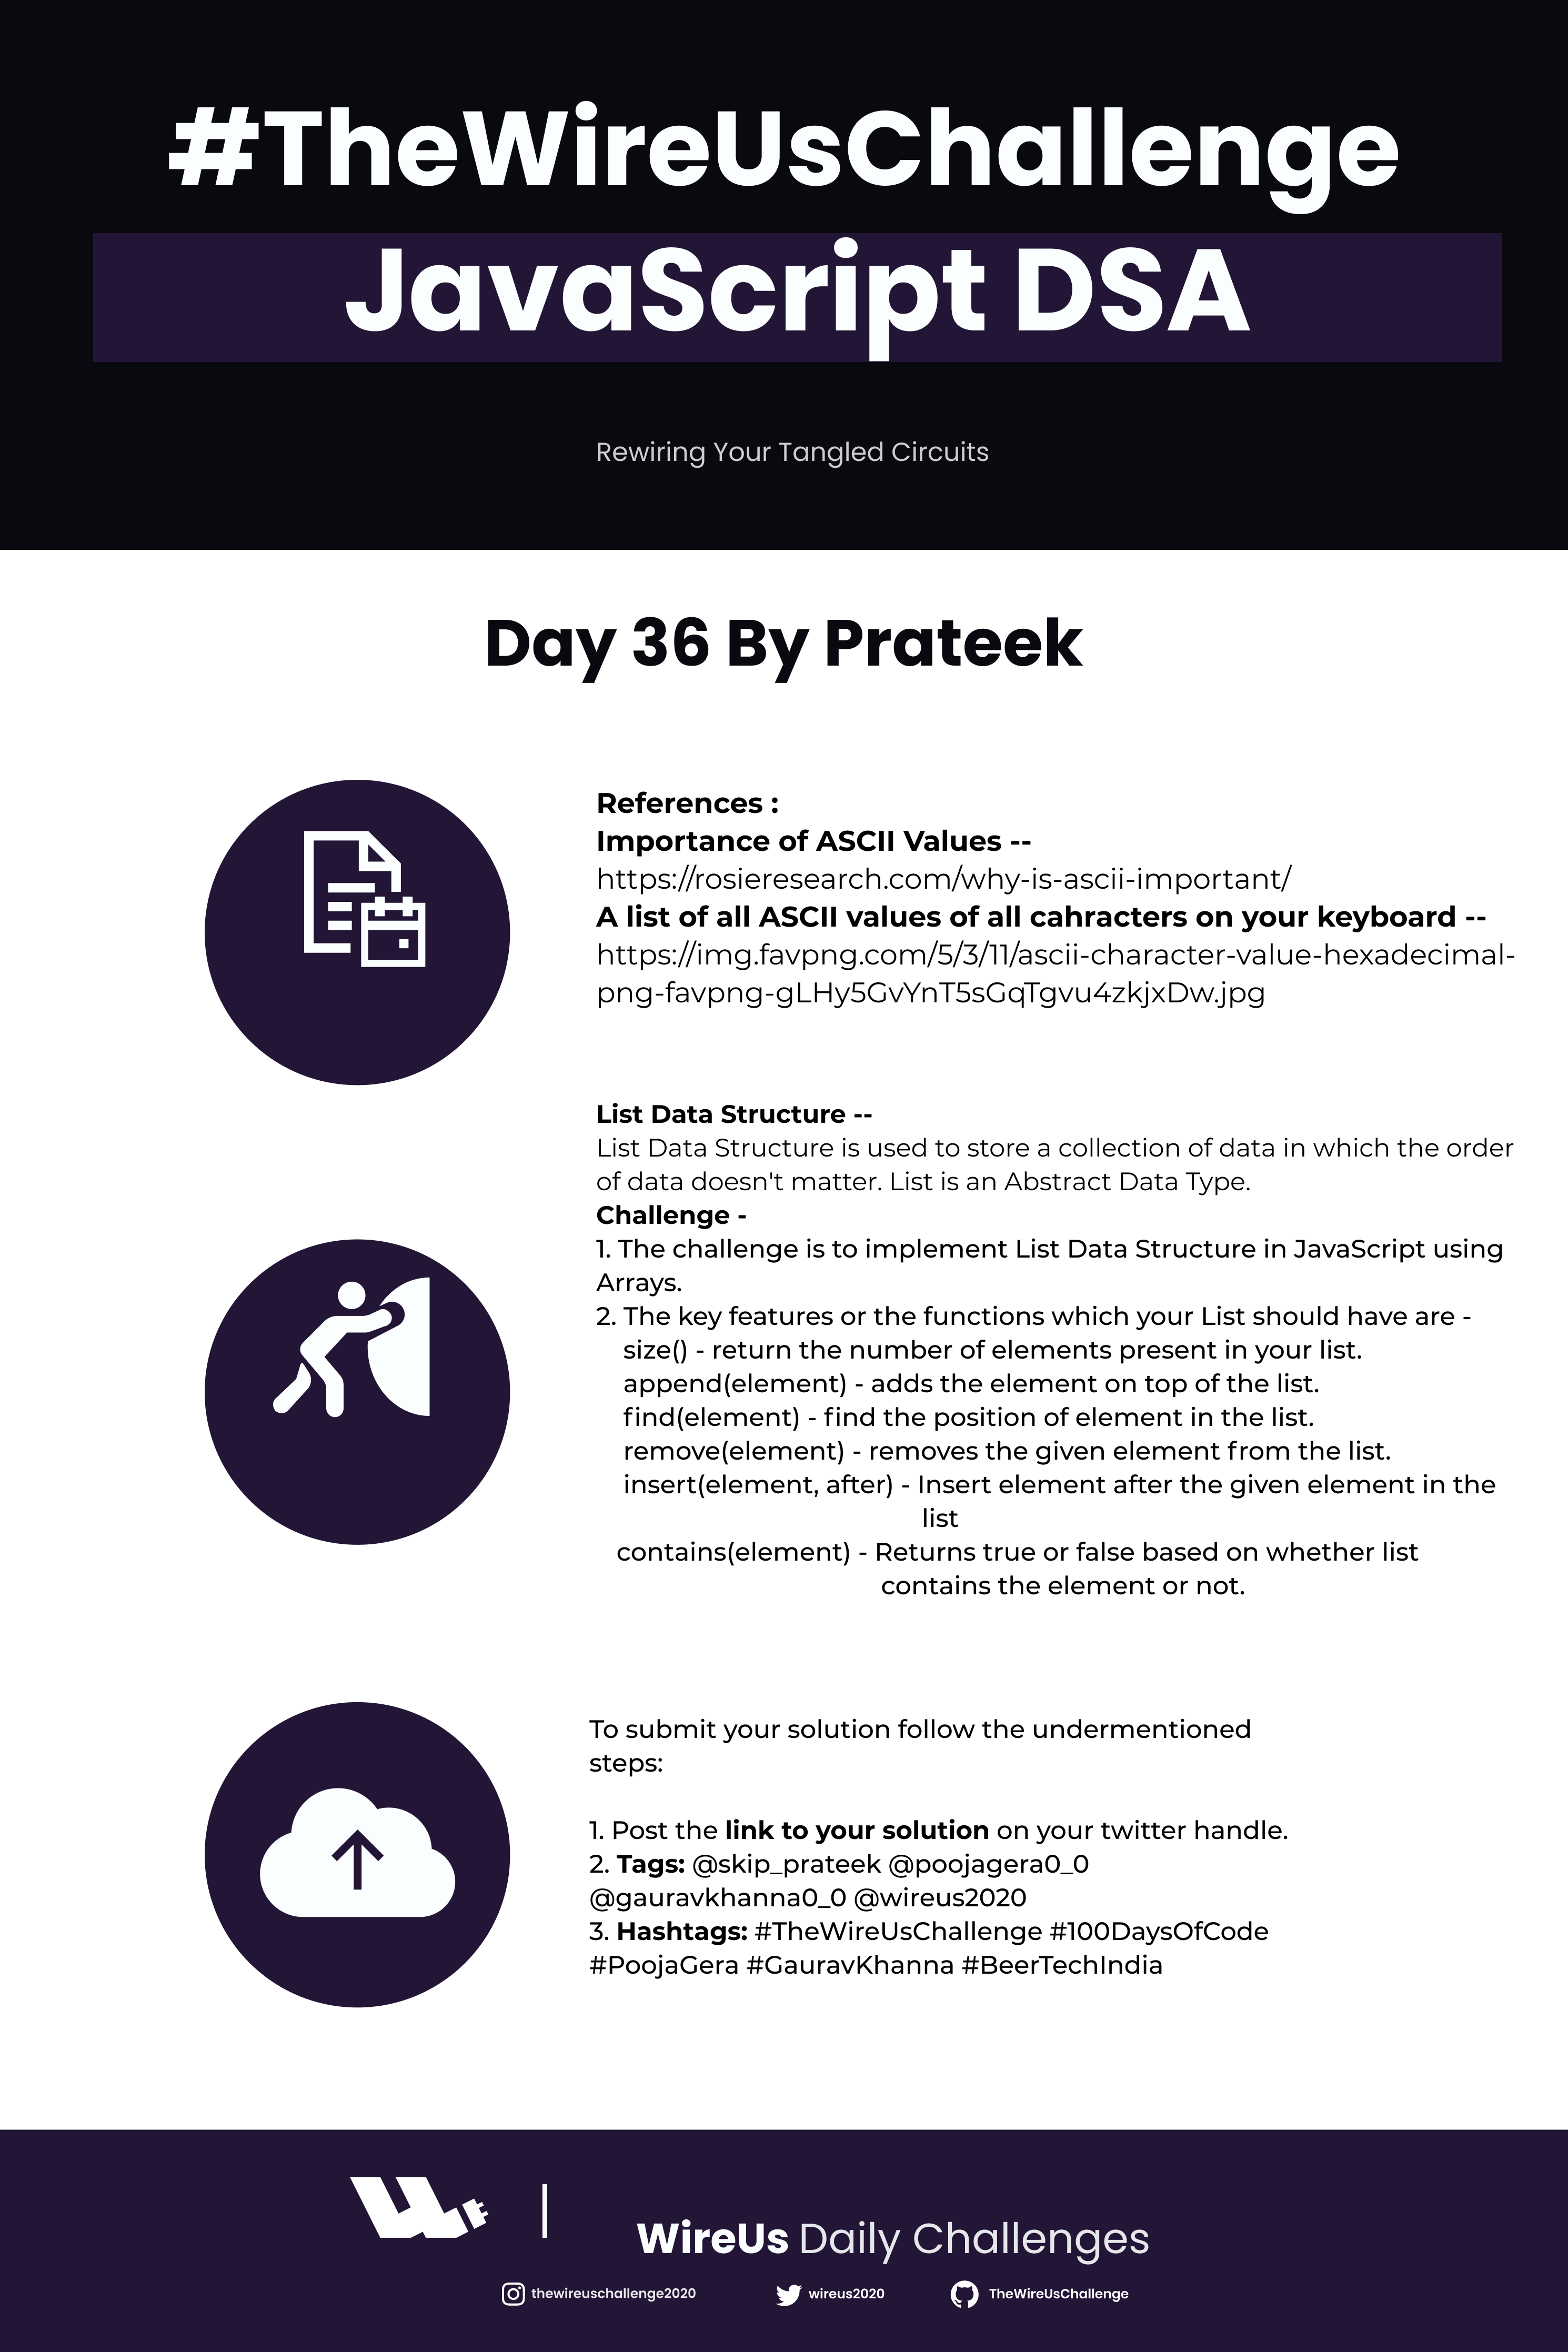 #TheWireUsChallenge
JavaScript DSA
Rewiring Your Tangled Circuits
Day 36 By Prateek
References :
Importance of ASCII Values --
https://rosieresearch.com/why-is-ascii-important/
A list of all ASCII values of all cahracters on your keyboard --
https://img.favpng.com/5/3/11/ascii-character-value-hexadecimal-
png-favpng-gLHy5GvYnT5sGqTgvu4zkjxDw.jpg
List Data Structure --
List Data Structure is used to store a collection of data in which the order
of data doesn't matter. List is an Abstract Data Type.
Challenge -
1. The challenge is to implement List Data Structure in JavaScript using
Arrays.
2. The key features or the functions which your List should have are -
size() - return the number of elements present in your list.
append(element) - adds the element on top of the list.
find(element) - find the position of element in the list.
remove(element) - removes the given element from the list.
insert(element, after) - Insert element after the given element in the
list
contains(element) - Returns true or false based on whether list
contains the element or not.
To submit your solution follow the undermentioned
steps:
1. Post the link to your solution on your twitter handle.
2. Tags: @skip_prateek @poojagera0_0
@gauravkhanna0_0 @wireus2020
3. Hashtags: #TheWireUsChallenge #100DaysOfCode
#PoojaGera #GauravKhanna #BeerTechIndia
WireUs Daily Challenges
thewireuschallenge2020 wireus2020 TheWireUsChallenge